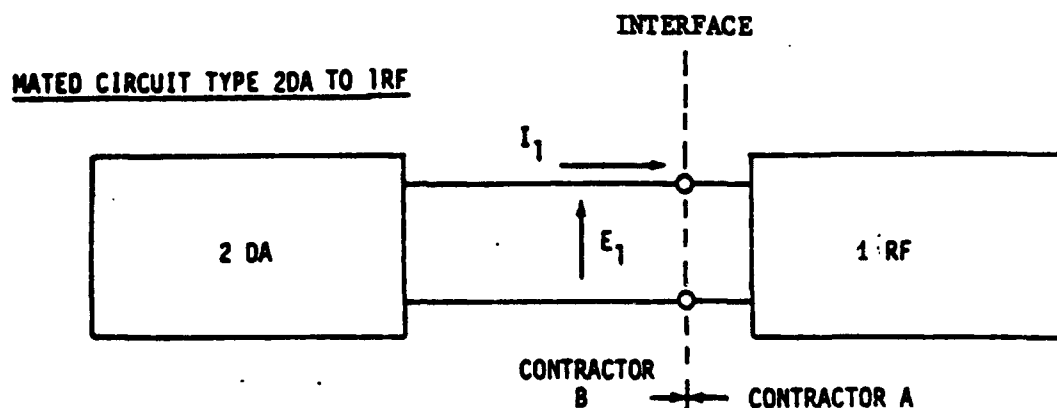 INTERFACE
MATED CIRCUIT TYPE 2DA TO 1RF
I1
2 DA
E1
1 RF
CONTRACTOR
B
CONTRACTOR A